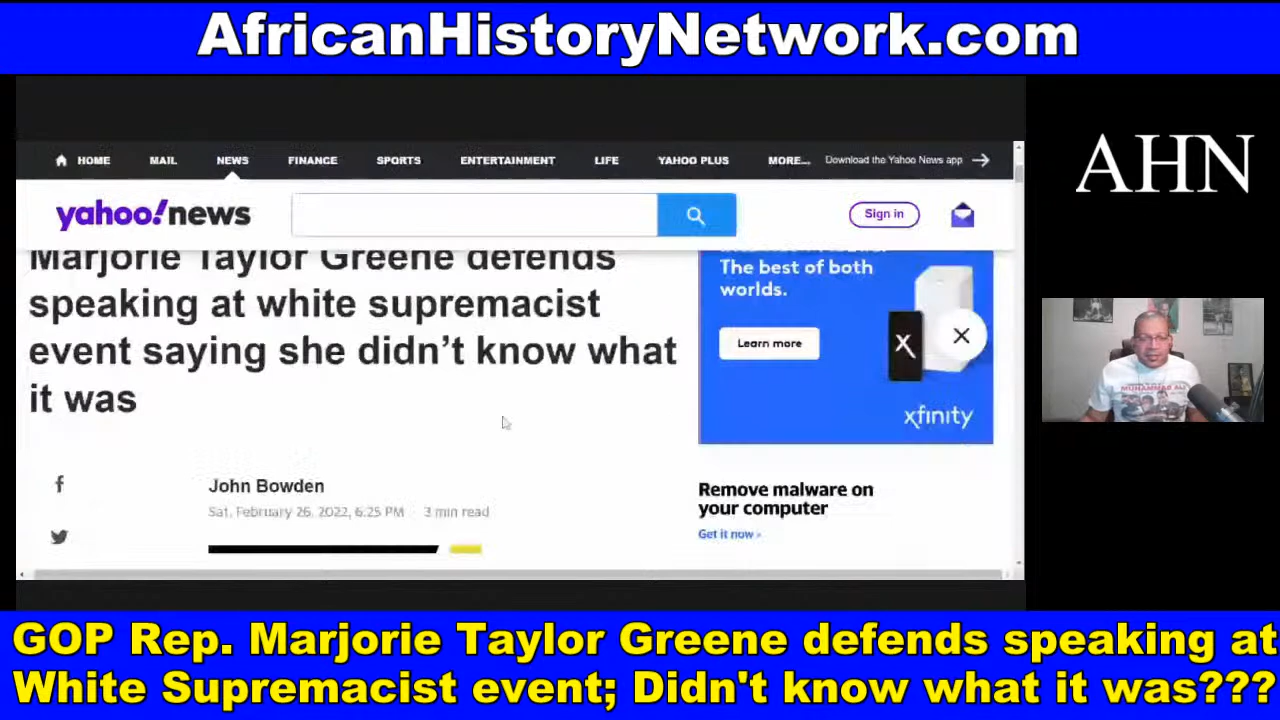 AfricanHistoryNetwork.com
AHN
HOME MAIL NEWS FINANCE SPORTS ENTERTAINMENT LIFE YAHOO PLUS MORE... Download the Yahoo News app
yahoo!news
Sign in
Marjorie Taylor Greene defends
speaking at white supremacist
event saying she didn't know what
it was
The best of both
worlds.
Learn more
X
xfinity
John Bowden
Sat, February 26, 2022, 6:25 PM 3 min read
Remove malware on
your computer
Get it now »
MUHAMMAD ALI
GOP Rep. Marjorie Taylor Greene defends speaking at
White Supremacist event; Didn't know what it was???